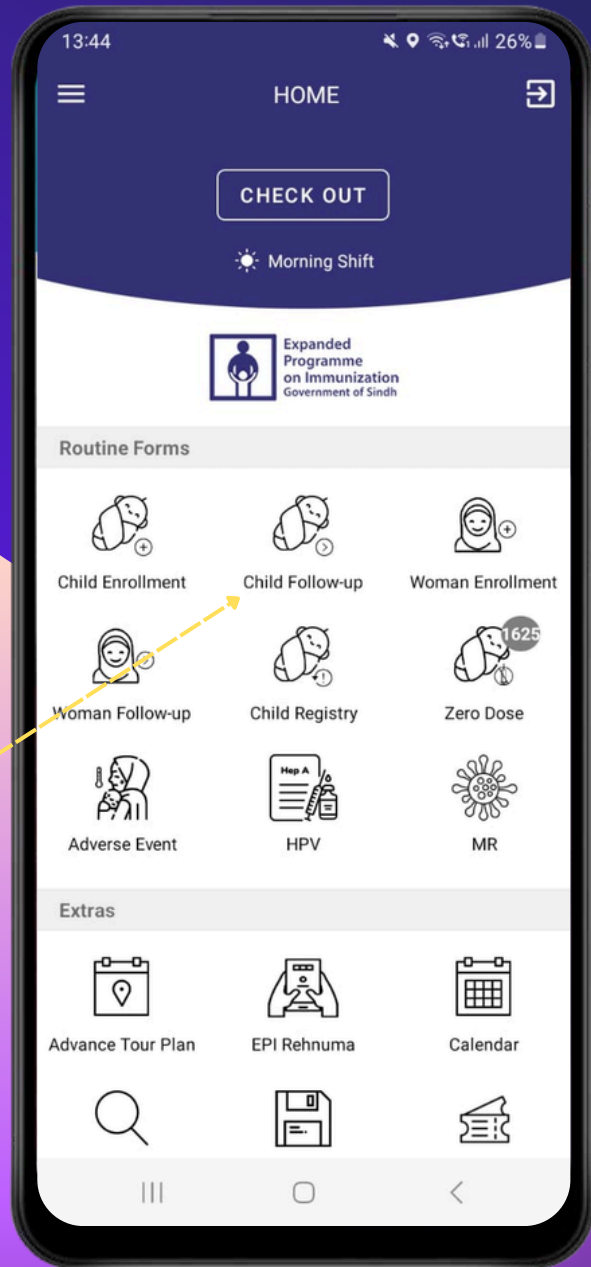 13:44
26%
HOME
CHECK OUT
Morning Shift
Expanded
Programme
on Immunization
Government of Sindh
Routine Forms
Child Enrollment
Child Follow-up
Woman Enrollment
1625
Woman Follow-up
Child Registry
Zero Dose
Hep A
Adverse Event
HPV
MR
Extras
Advance Tour Plan
EPI Rehnuma
Calendar